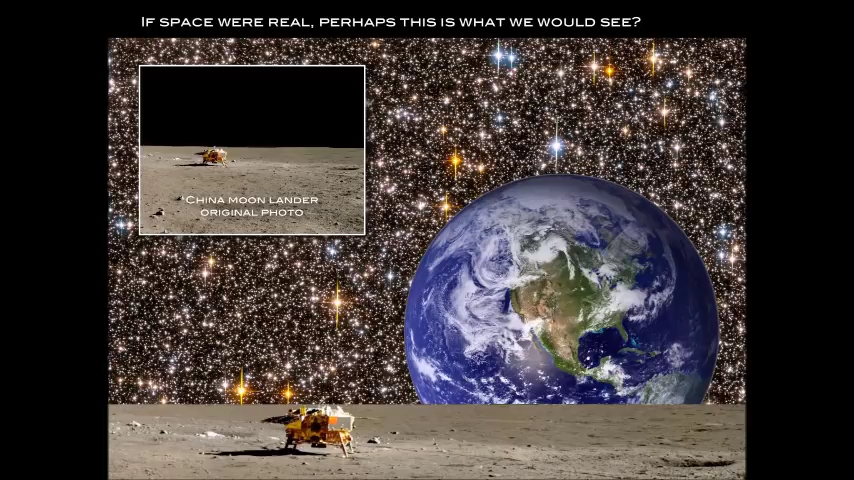 If space were real, perhaps this is what we would see?
*China moon lander
original photo